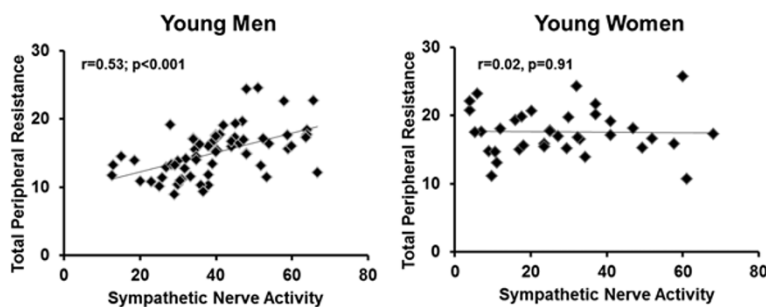 Young Men
r=0.53; p<0.001
Total Peripheral Resistance
30
20
10
0
0 20 40 60 80
Sympathetic Nerve Activity
Young Women
r=0.02, p=0.91
Total Peripheral Resistance
30
20
10
0
0 20 40 60 80
Sympathetic Nerve Activity